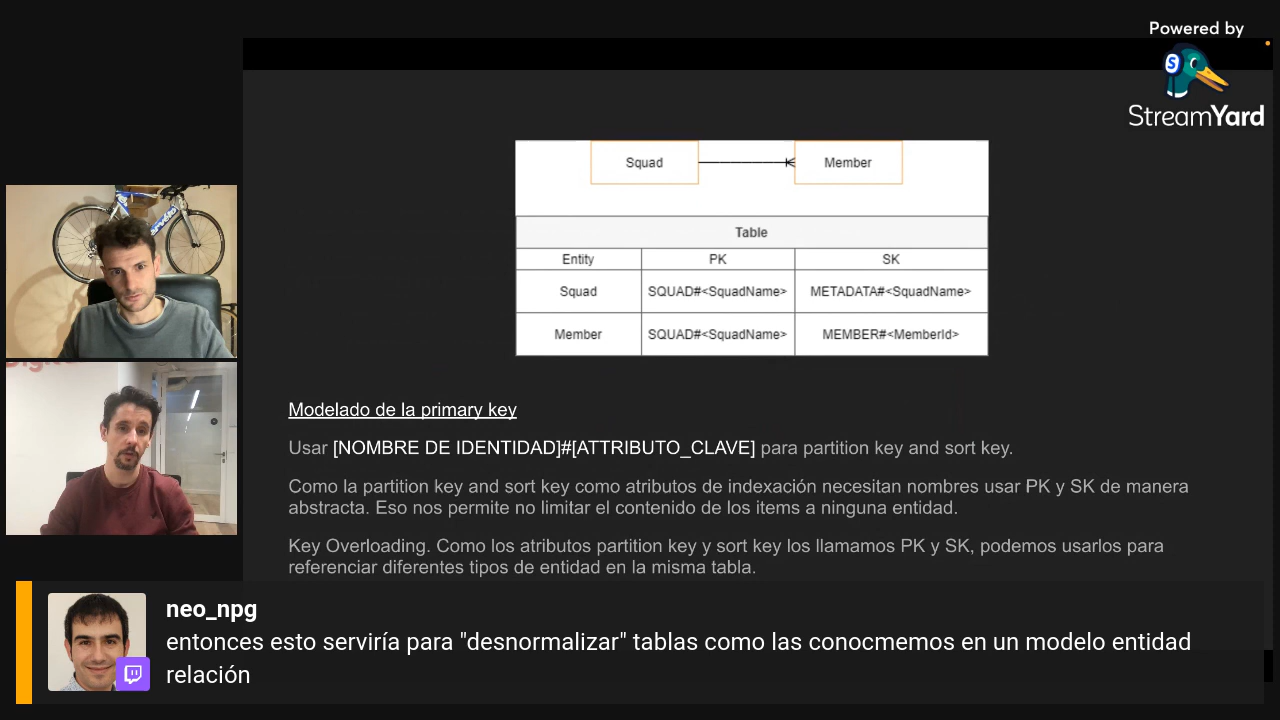 Powered by
StreamYard
Squad
Member
Table
Entity PK SK
Squad SQUAD#<SquadName> METADATA#<SquadName>
Member SQUAD#<SquadName> MEMBER#<MemberId>
Modelado de la primary key
Usar [NOMBRE DE IDENTIDAD]#[ATTRIBUTO_CLAVE] para partition key and sort key.
Como la partition key and sort key como atributos de indexación necesitan nombres usar PK y SK de manera
abstracta. Eso nos permite no limitar el contenido de los items a ninguna entidad.
Key Overloading. Como los atributos partition key y sort key los llamamos PK y SK, podemos usarlos para
referenciar diferentes tipos de entidad en la misma tabla.
neo_npg
entonces esto serviría para "desnormalizar" tablas como las conocmemos en un modelo entidad
relación